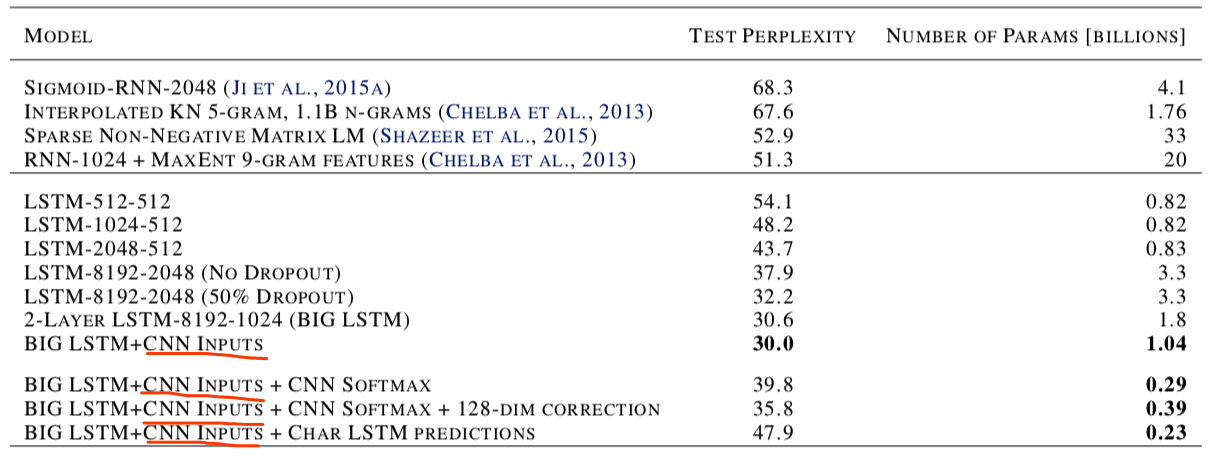 MODEL TEST PERPLEXITY NUMBER OF PARAMS [BILLIONS]
SIGMOID-RNN-2048 (JI ET AL., 2015A) 68.3 4.1
INTERPOLATED KN 5-GRAM, 1.1B N-GRAMS (CHELBA ET AL., 2013) 67.6 1.76
SPARSE NON-NEGATIVE MATRIX LM (SHAZEER ET AL., 2015) 52.9 33
RNN-1024 + MAXENT 9-GRAM FEATURES (CHELBA ET AL., 2013) 51.3 20
LSTM-512-512 54.1 0.82
LSTM-1024-512 48.2 0.82
LSTM-2048-512 43.7 0.83
LSTM-8192-2048 (NO DROPOUT) 37.9 3.3
LSTM-8192-2048 (50% DROPOUT) 32.2 3.3
2-LAYER LSTM-8192-1024 (BIG LSTM) 30.6 1.8
BIG LSTM+CNN INPUTS 30.0 1.04
BIG LSTM+CNN INPUTS + CNN SOFTMAX 39.8 0.29
BIG LSTM+CNN INPUTS + CNN SOFTMAX + 128-DIM CORRECTION 35.8 0.39
BIG LSTM+CNN INPUTS + CHAR LSTM PREDICTIONS 47.9 0.23